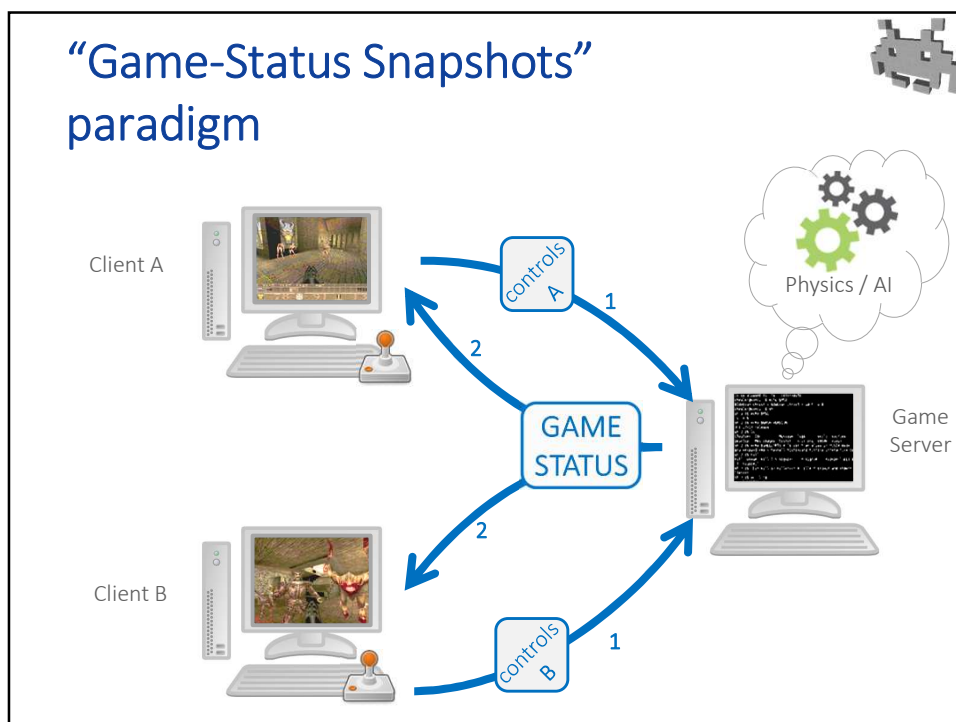 “Game-Status Snapshots”
paradigm
Client A
controls
A
1
Physics / AI
2
GAME
STATUS
Game
Server
2
Client B
controls
B
1